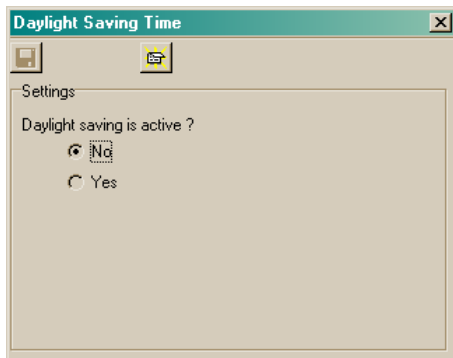 Daylight Saving Time
Settings
Daylight saving is active ?
No
Yes